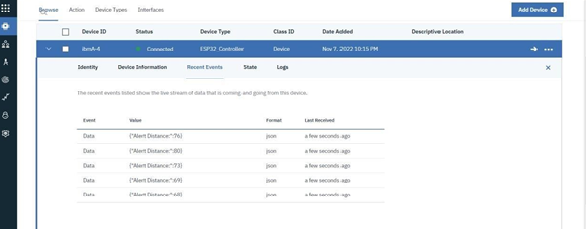 Browse Action Device Types Interfaces Add Device
Device ID Status Device Type Class ID Date Added Descriptive Location
ibmA-4 Connected ESP32_Controller Device Nov 7, 2022 10:15 PM
Identity Device Information Recent Events State Logs
The recent events listed show the live stream of data that is coming and going from this device.
Event Value Format Last Received
Data {"Alert Distance:":76} json a few seconds ago
Data {"Alert Distance:":80} json a few seconds ago
Data {"Alert Distance:":73} json a few seconds ago
Data {"Alert Distance:":69} json a few seconds ago
Data {"Alert Distance:":68} json a few seconds ago